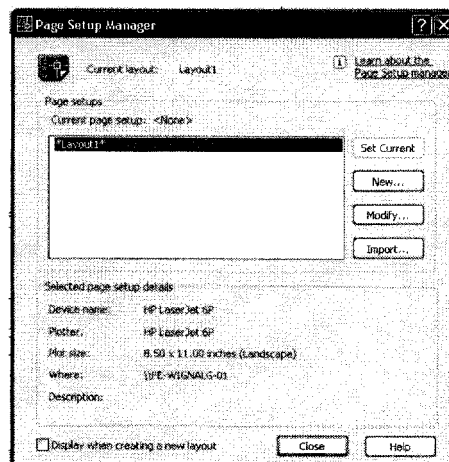 Page Setup Manager
Current layout: Layout1
Learn about the
Page Setup manager
Page setups
Current page setup: <None>
*Layout1*
Set Current
New...
Modify...
Import...
Selected page setup details
Device name: HP LaserJet 6P
Plotter: HP LaserJet 6P
Plot size: 8.50 x 11.00 inches (Landscape)
Where:
Description:
Display when creating a new layout
Close
Help